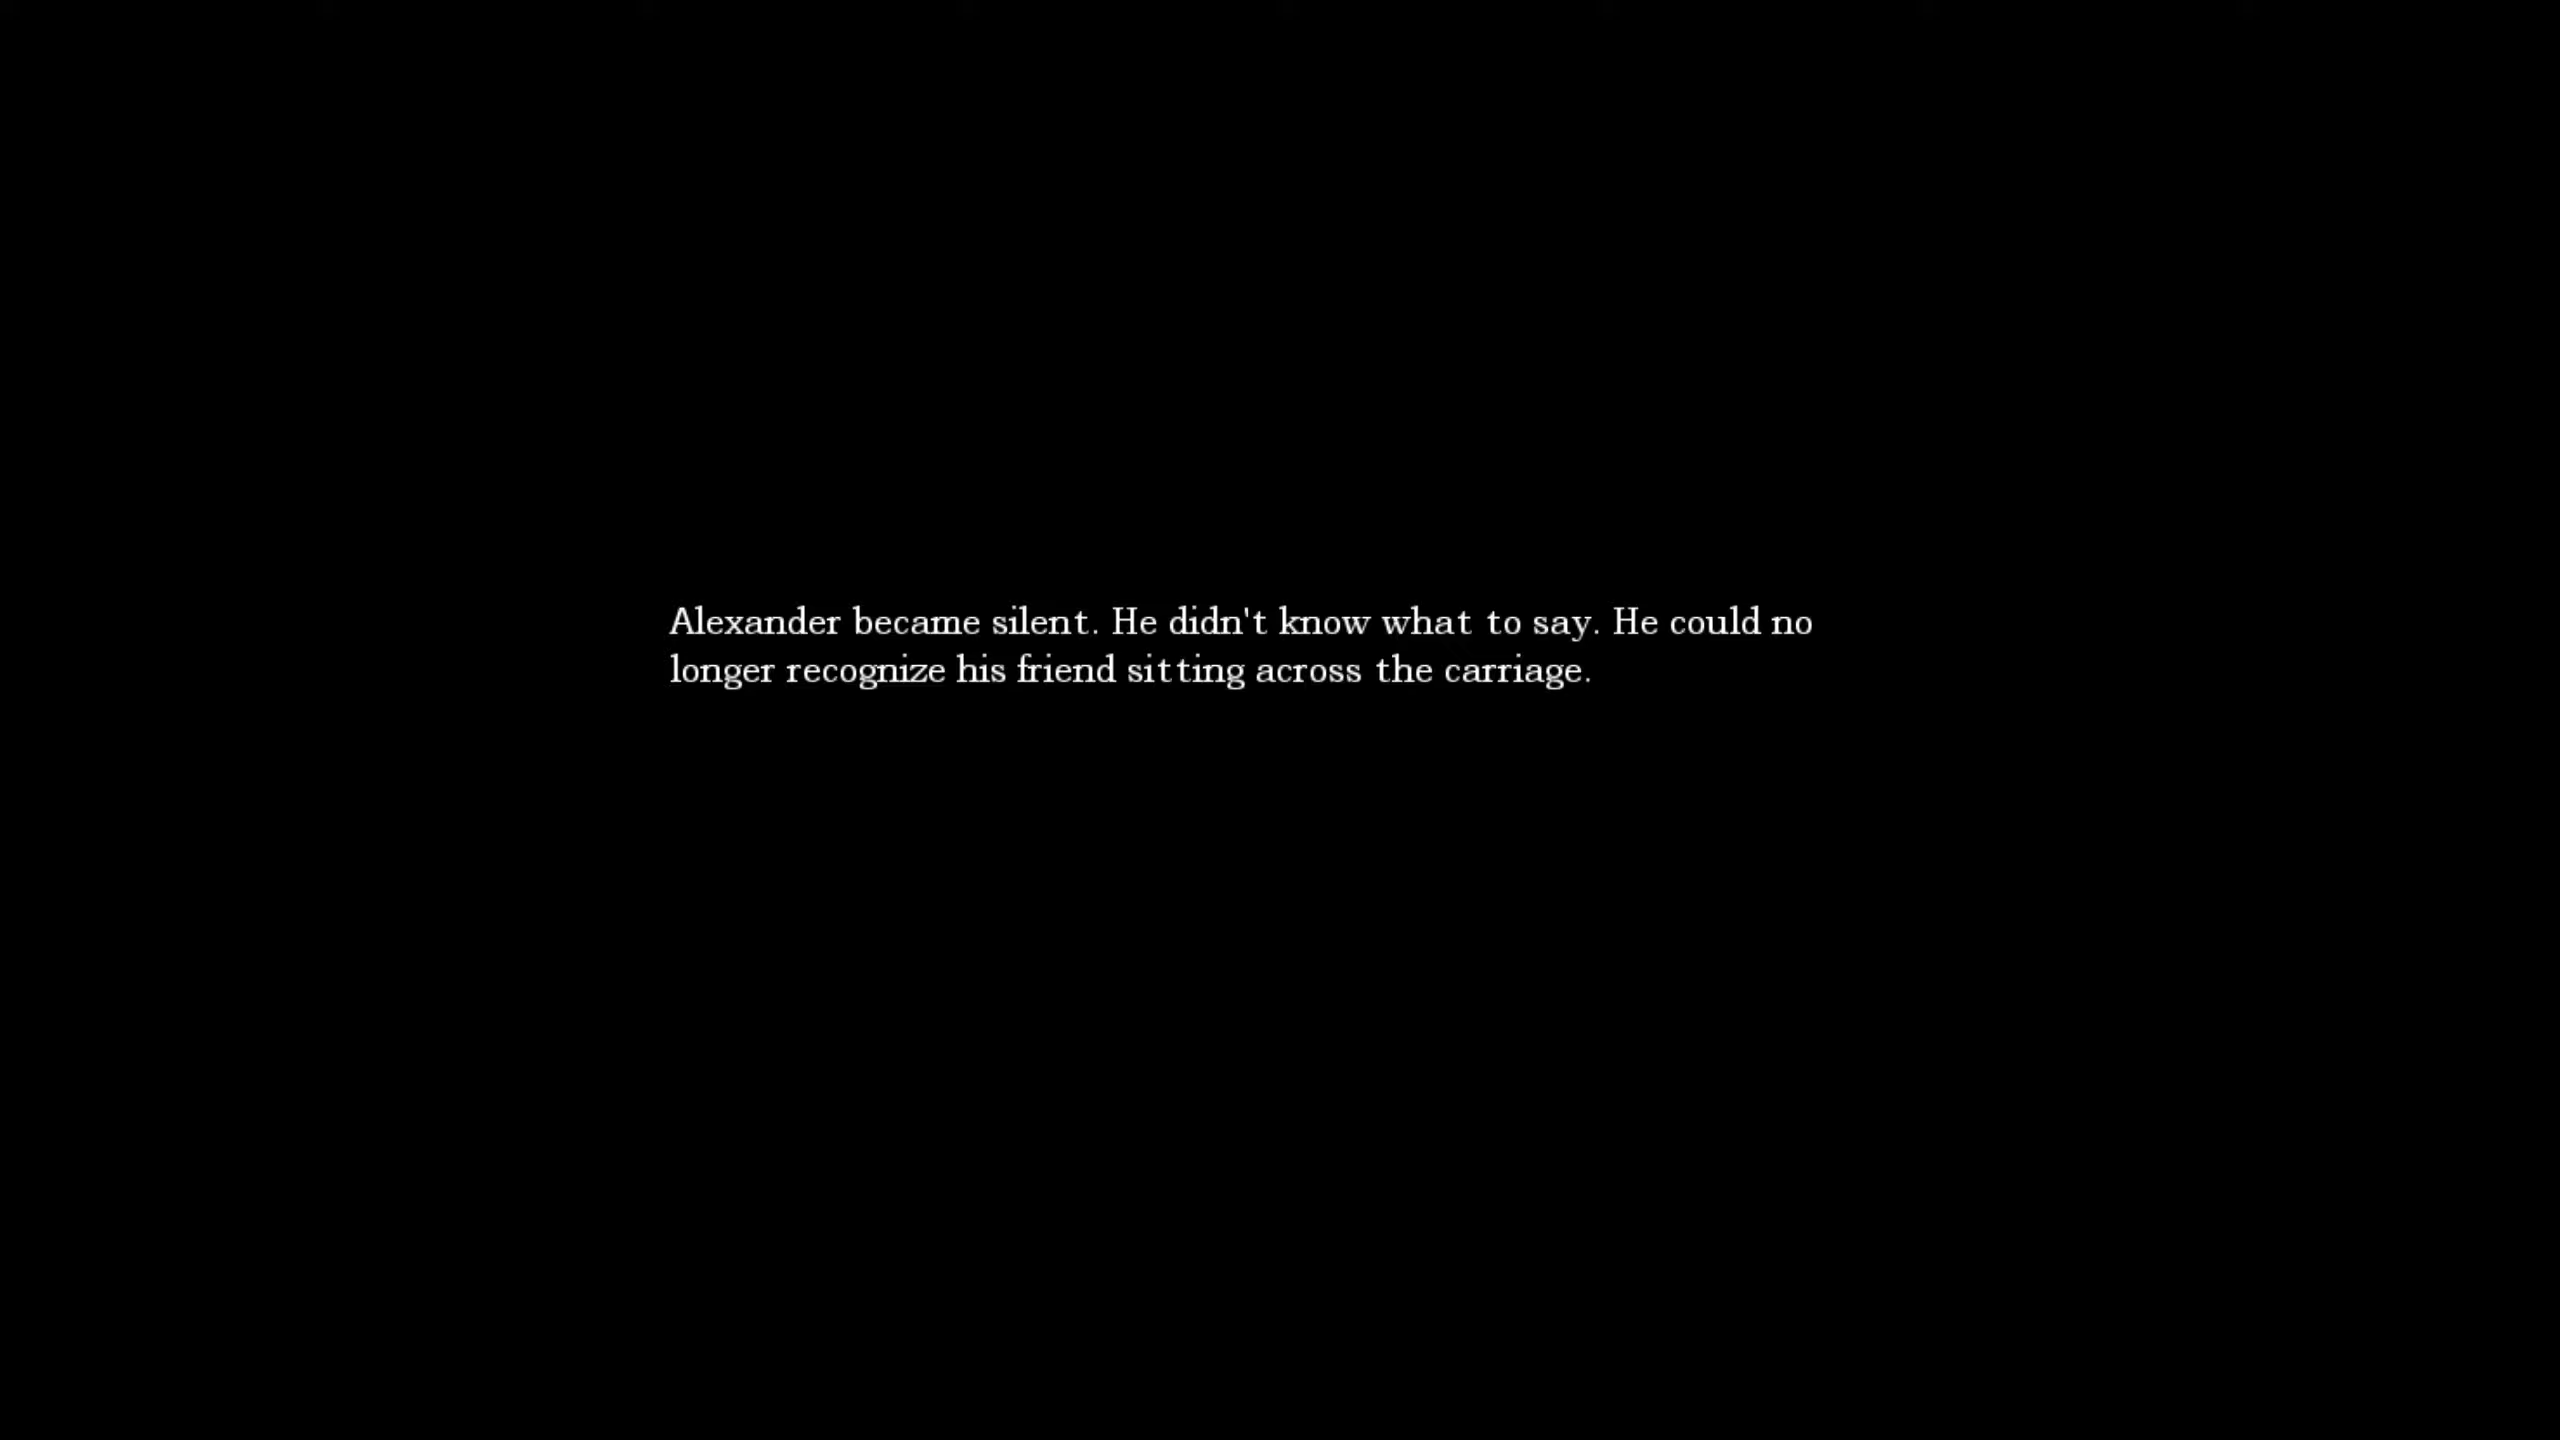 Alexander became silent. He didn't know what to say. He could no
longer recognize his friend sitting across the carriage.